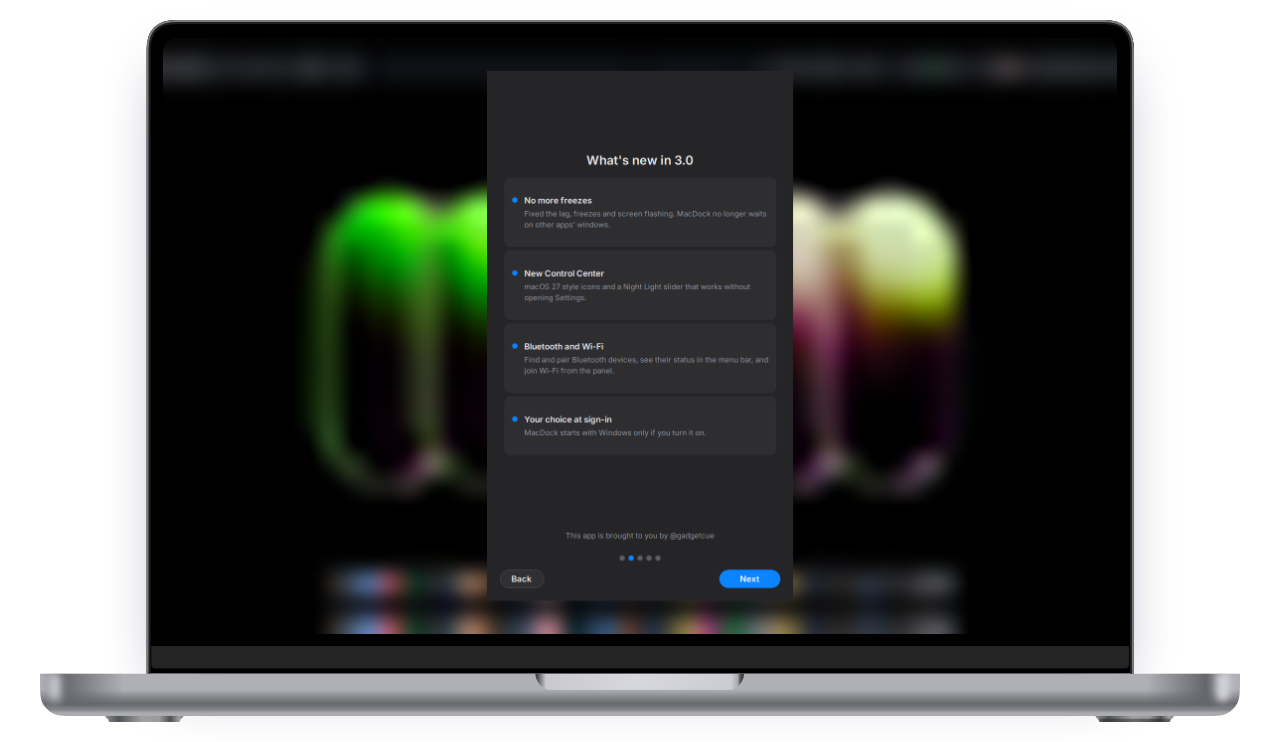 What's new in 3.0
No more freezes
Fixed the lag, freezes and screen flashing. MacDock no longer waits
on other apps' windows.
New Control Center
macOS 27 style icons and a Night Light slider that works without
opening Settings.
Bluetooth and Wi-Fi
Find and pair Bluetooth devices, see their status in the menu bar, and
join Wi-Fi from the panel.
Your choice at sign-in
MacDock starts with Windows only if you turn it on.
This app is brought to you by @gadgetcue
Back
Next